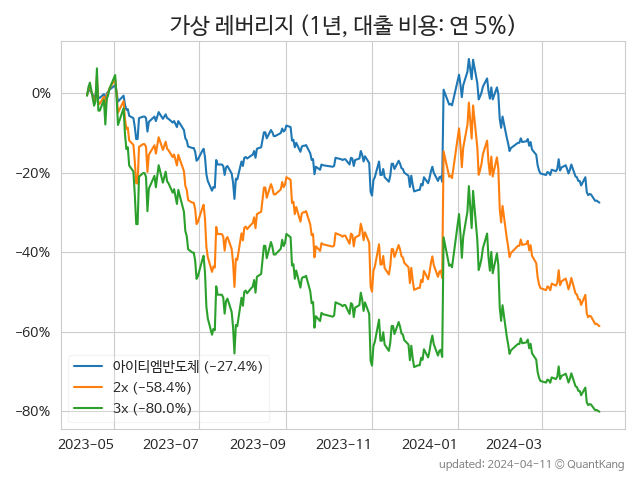 가상 레버리지 (1년, 대출 비용: 연 5%)
0%
−20%
−40%
−60%
−80%
아이티엠반도체 (−27.4%)
2x (−58.4%)
3x (−80.0%)
2023-05 2023-07 2023-09 2023-11 2024-01 2024-03
updated: 2024-04-11 © QuantKang